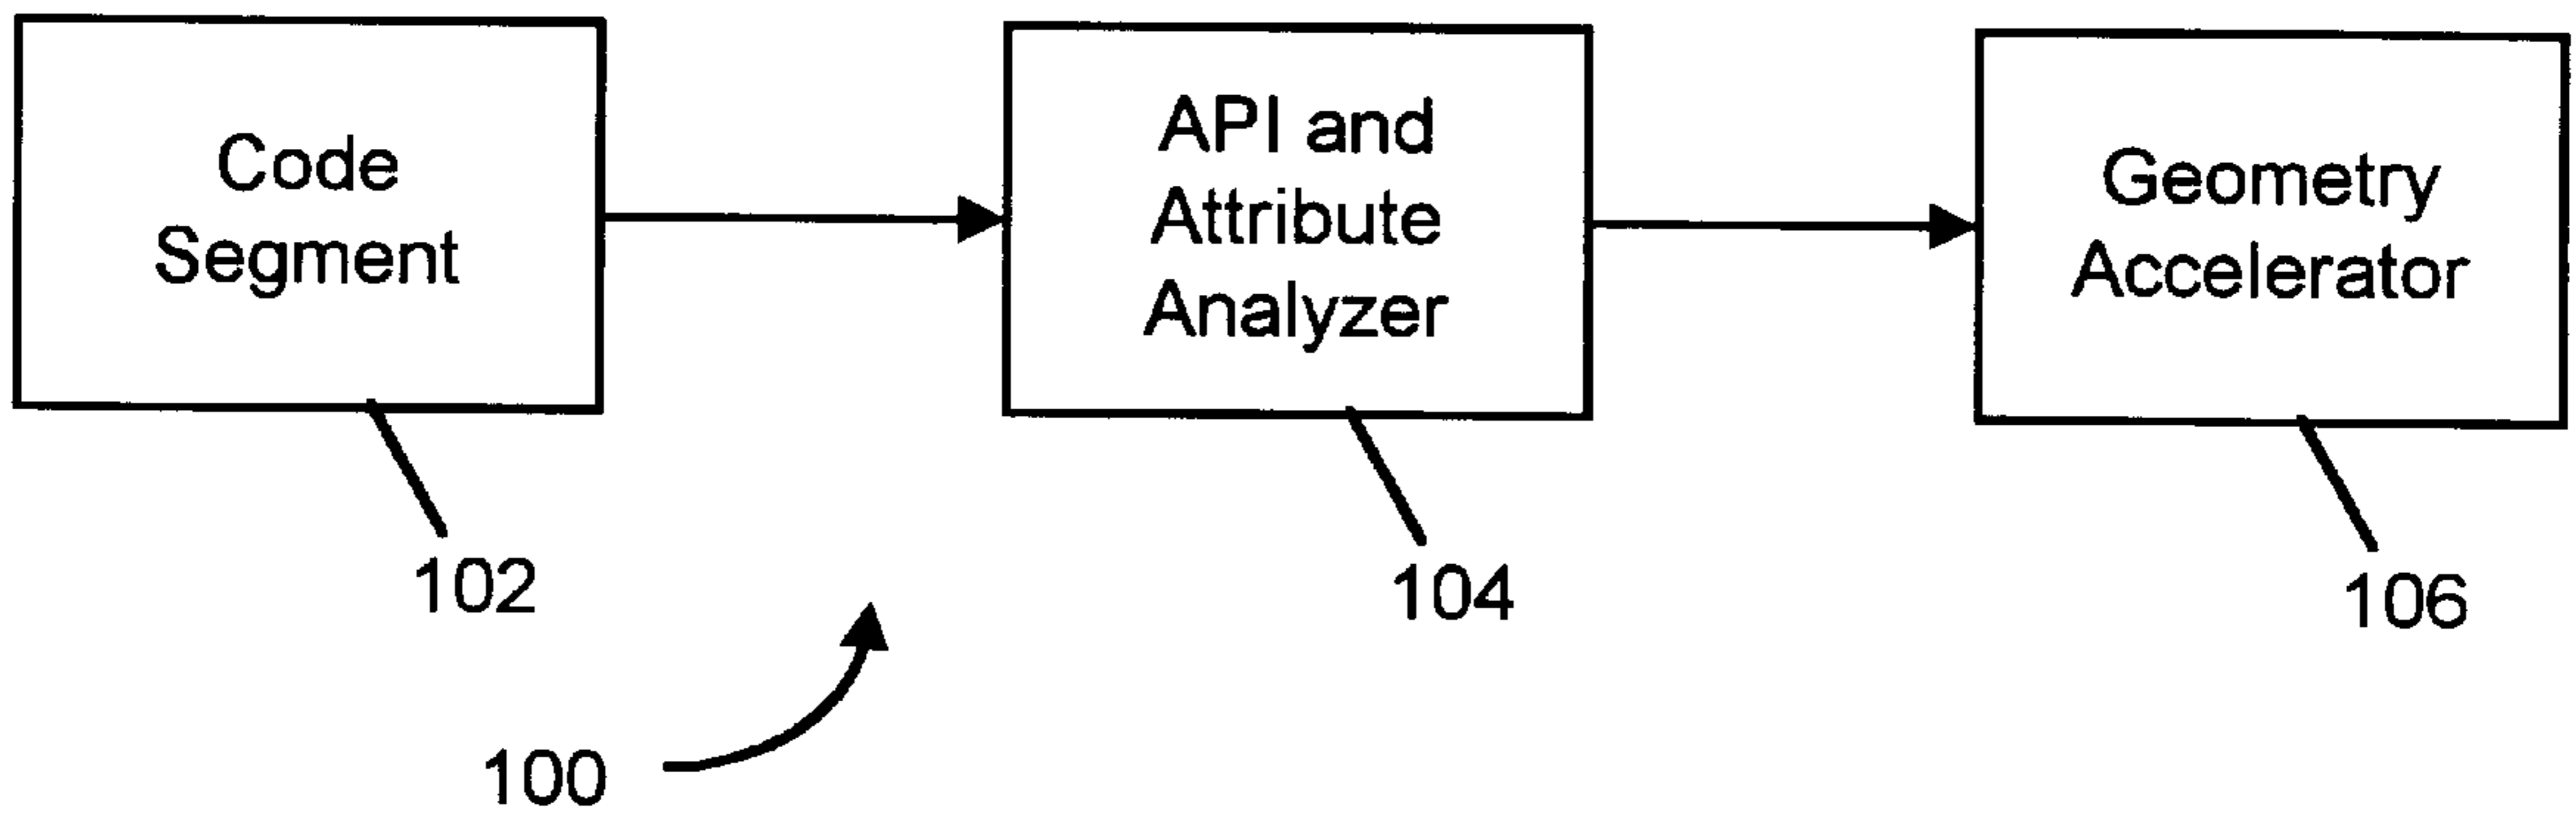 Code
Segment
API and
Attribute
Analyzer
Geometry
Accelerator
102
104
106
100